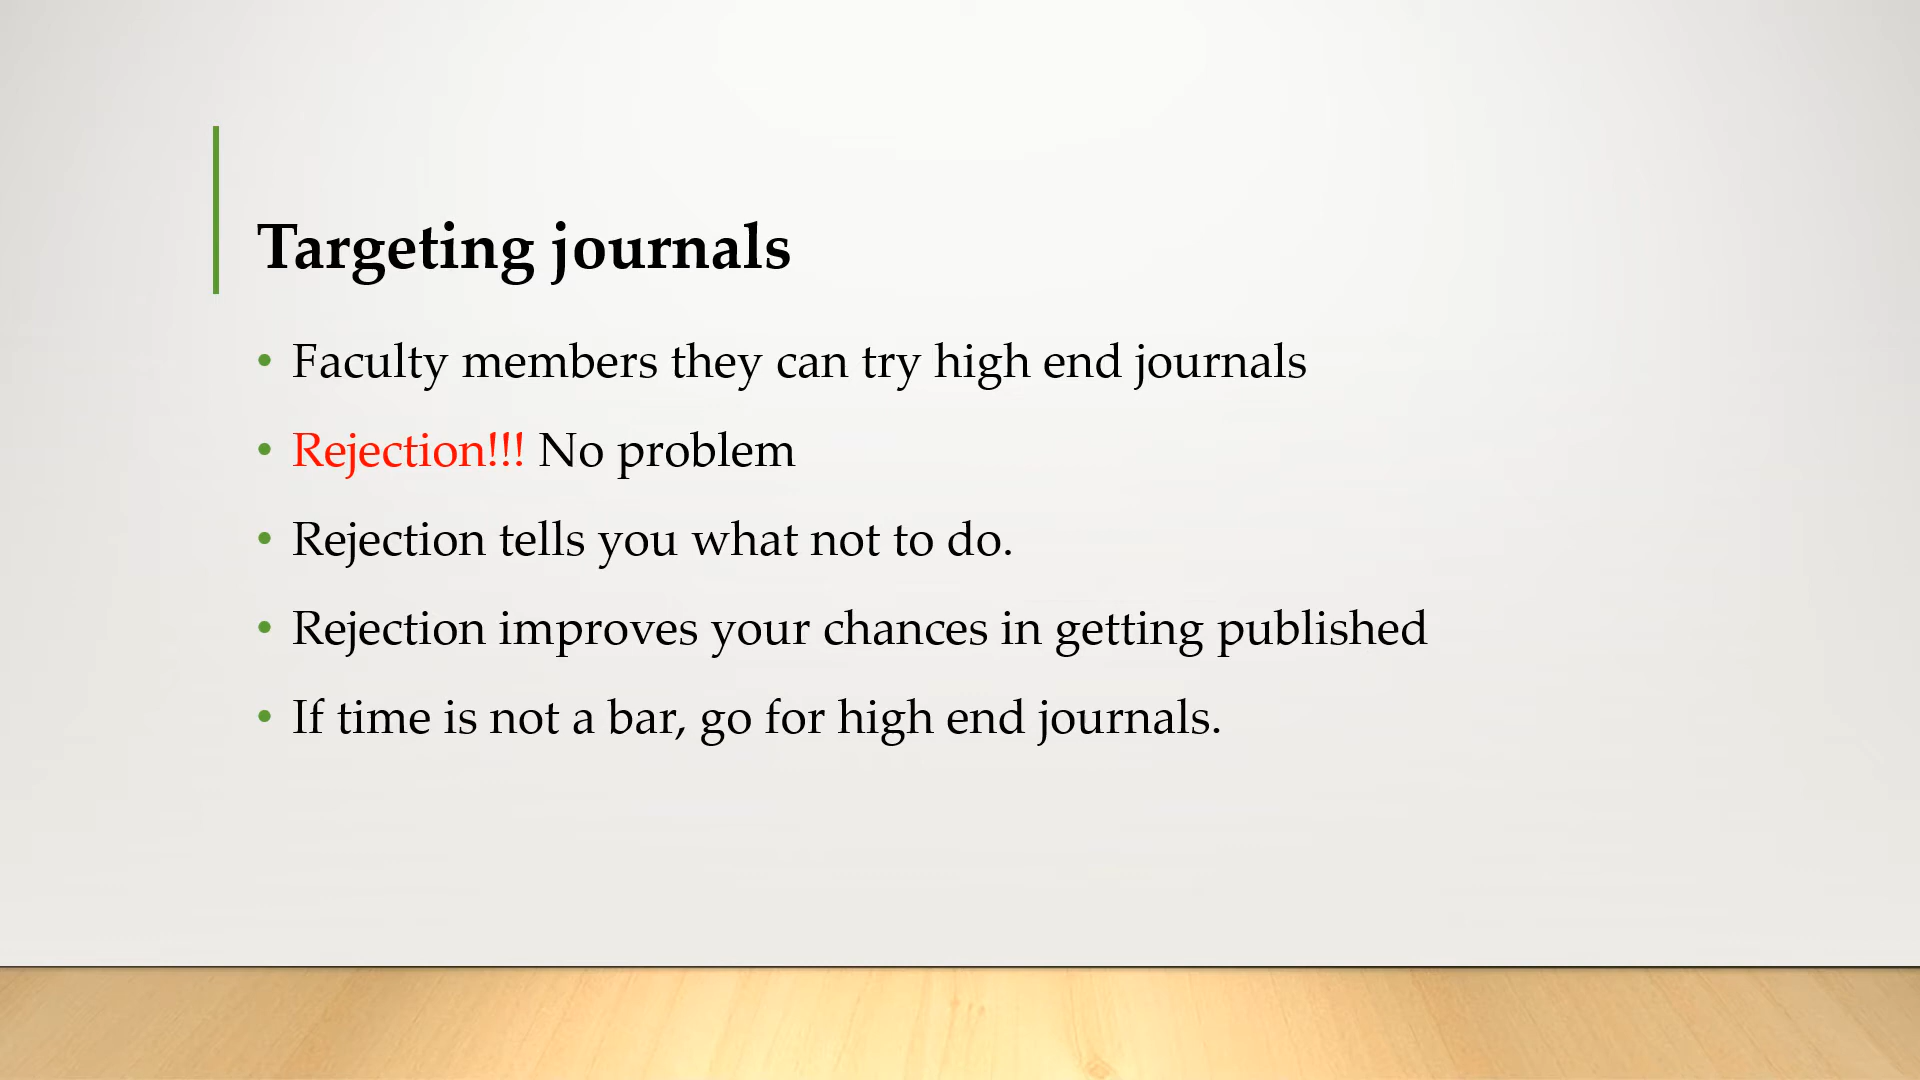 Targeting journals
• Faculty members they can try high end journals
• Rejection!!! No problem
• Rejection tells you what not to do.
• Rejection improves your chances in getting published
• If time is not a bar, go for high end journals.